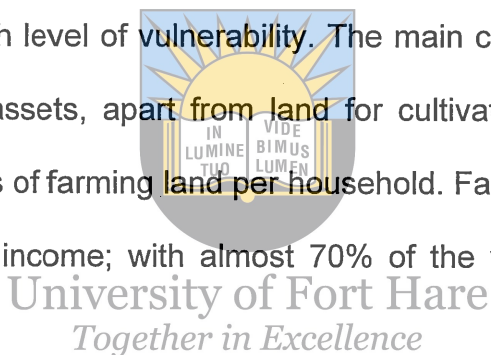 h level of vulnerability. The main c
assets, apart from land for cultiva
IN LUMINE TUO VIDE BIMUS LUMEN
s of farming land per household. Fa
income; with almost 70% of the
University of Fort Hare
Together in Excellence